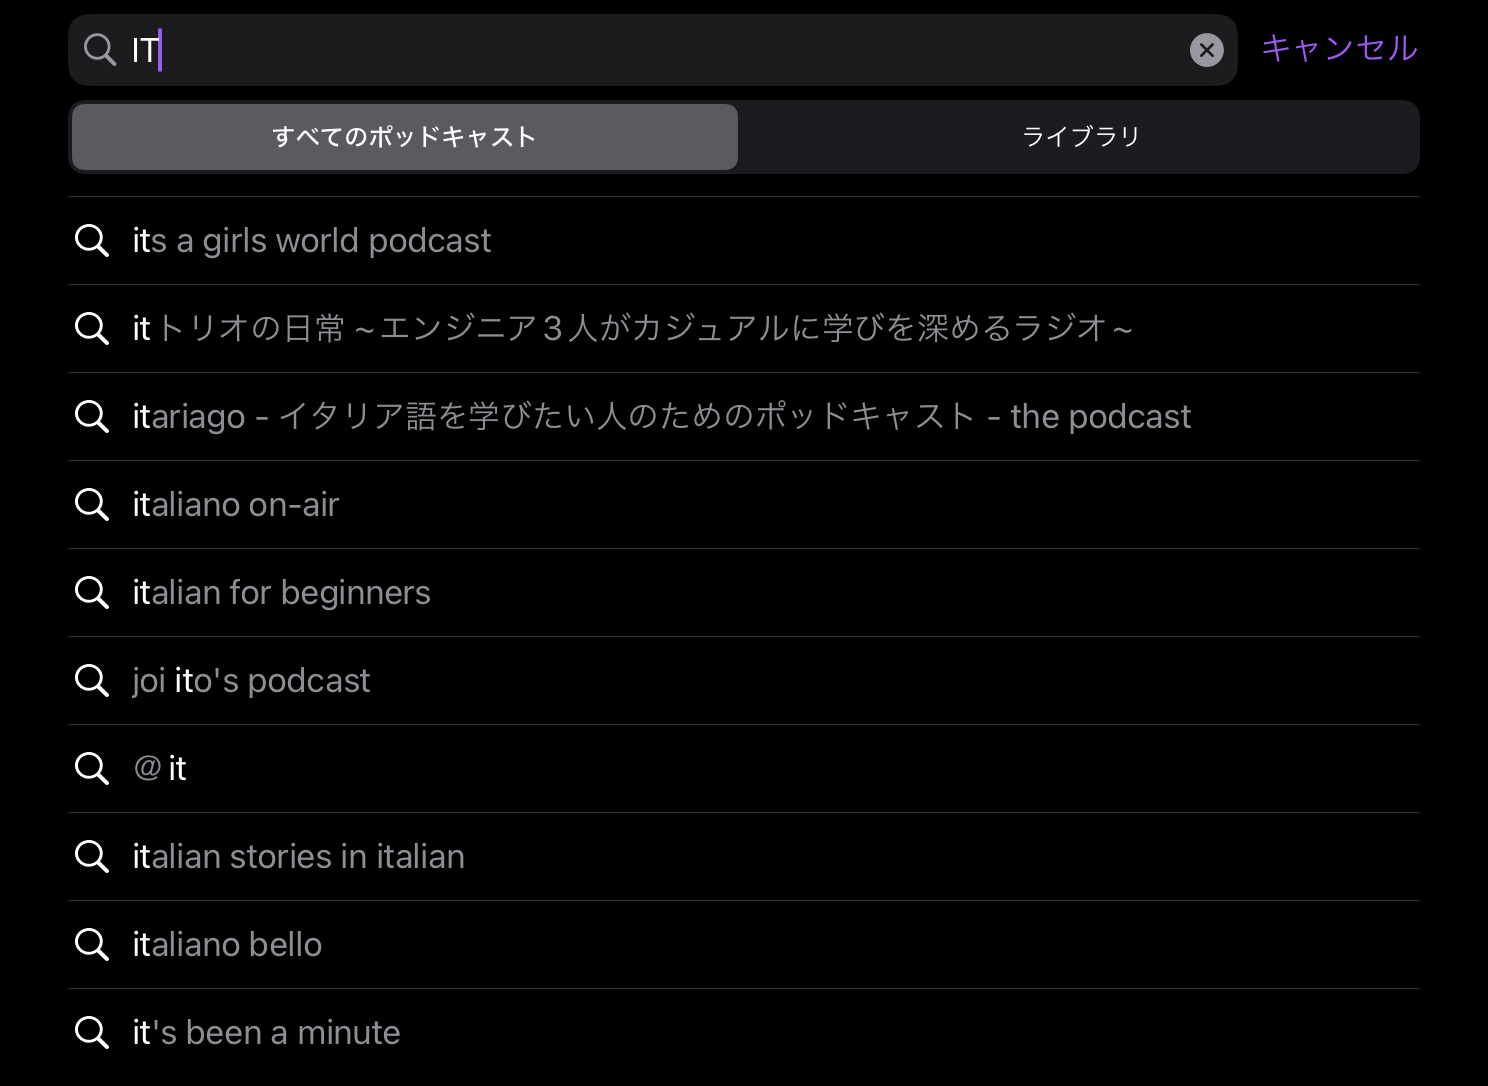 IT
キャンセル
すべてのポッドキャスト
ライブラリ
its a girls world podcast
itトリオの日常～エンジニア３人がカジュアルに学びを深めるラジオ～
itariago - イタリア語を学びたい人のためのポッドキャスト - the podcast
italiano on-air
italian for beginners
joi ito's podcast
＠it
italian stories in italian
italiano bello
it's been a minute